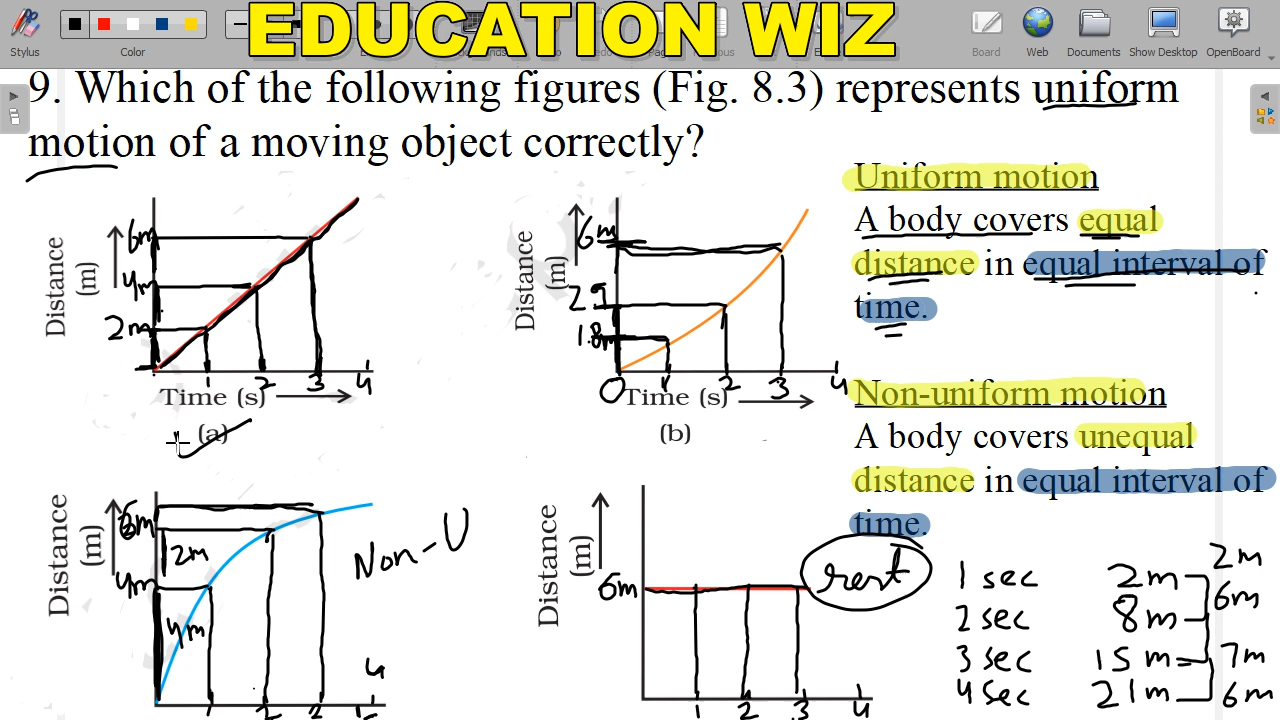 EDUCATION WIZ
Stylus
Color
Board
Web
Documents
Show Desktop
OpenBoard
9. Which of the following figures (Fig. 8.3) represents uniform
motion of a moving object correctly?
Distance
(m)
6m
4m
2m
1 2 3 4
Time (s)
(a)
Distance
(m)
6m
1.8m
0 1 2 3 4
Time (s)
(b)
Uniform motion
A body covers equal
distance in equal interval of
time.
Non-uniform motion
A body covers unequal
distance in equal interval of
time.
Distance
(m)
4m
2m
4m
Non-U
4
Distance
(m)
6m
rest
1 2 3 4
2m
1 sec 2m
6m
2 sec 8m
3 sec 15m 7m
4 sec 21m 6m